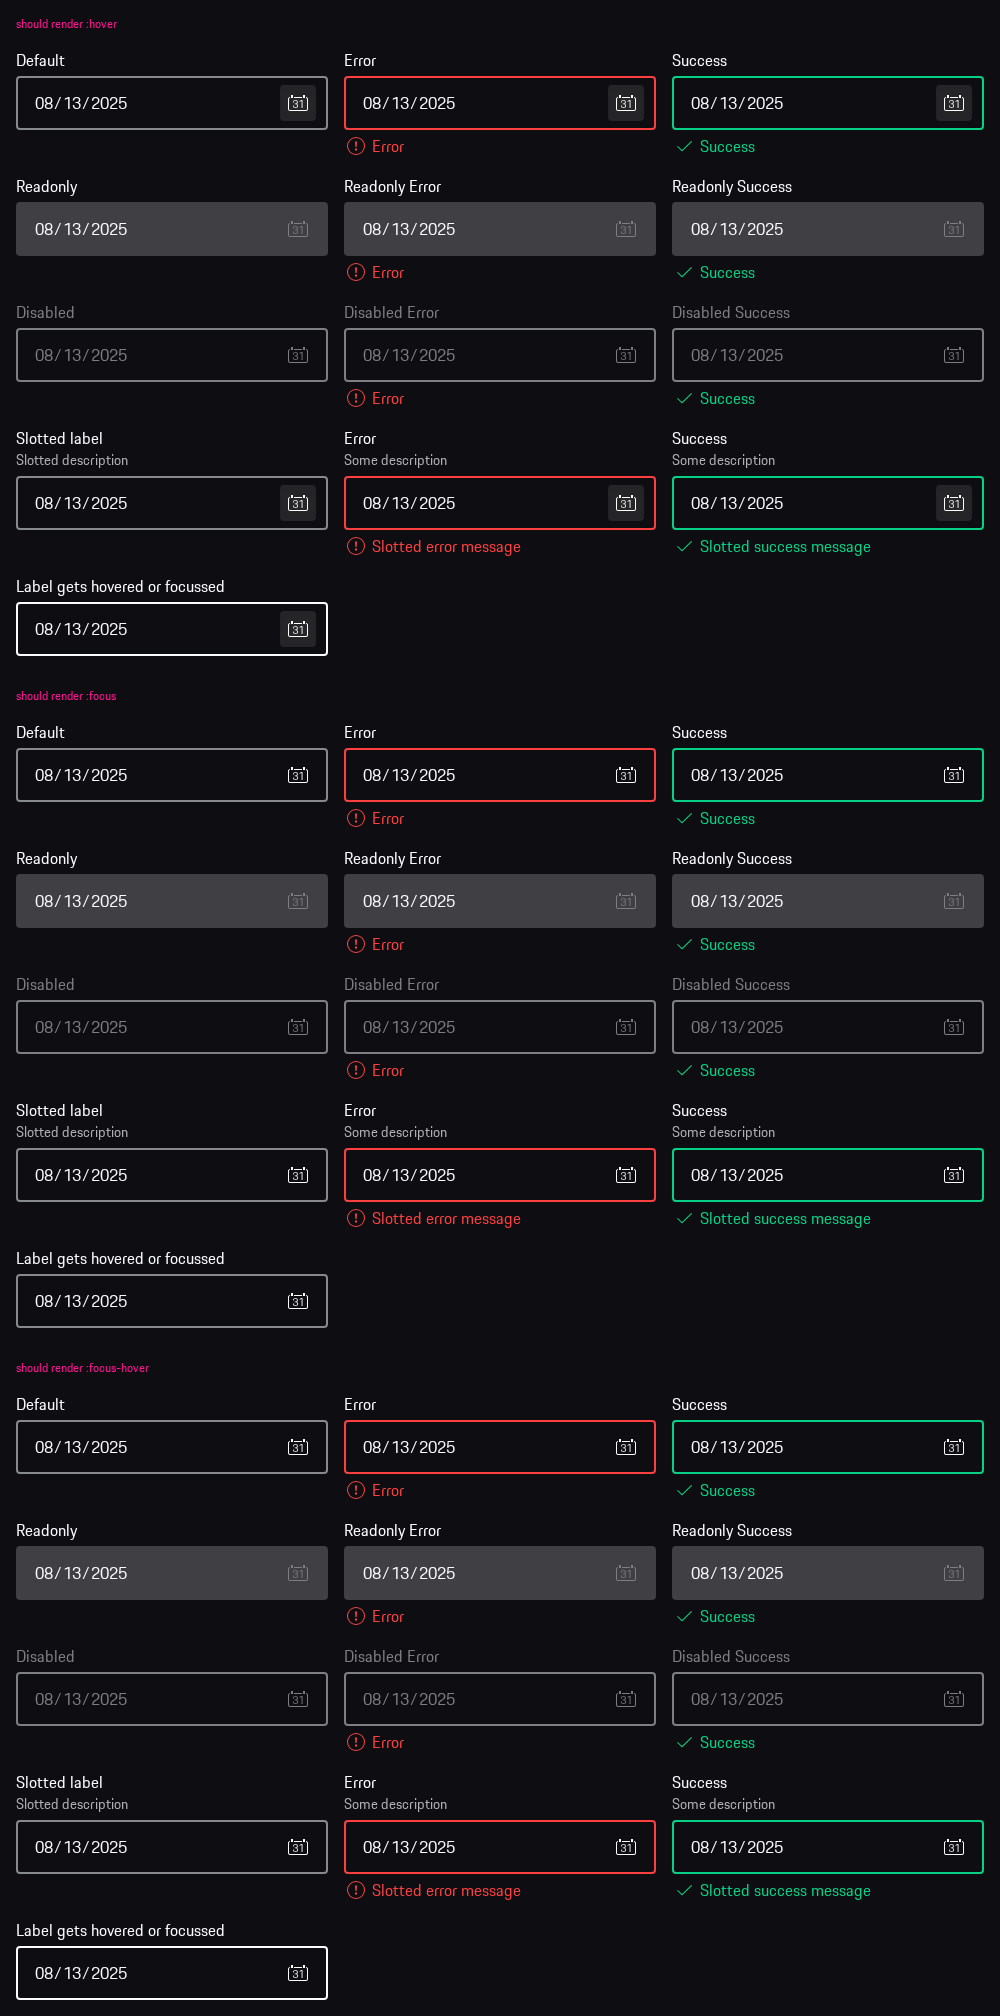 should render :hover
Default Error Success
08/13/2025 31 08/13/2025 31 08/13/2025 31
Error Success
Readonly Readonly Error Readonly Success
08/13/2025 31 08/13/2025 31 08/13/2025 31
Error Success
Disabled Disabled Error Disabled Success
08/13/2025 31 08/13/2025 31 08/13/2025 31
Error Success
Slotted label Error Success
Slotted description Some description Some description
08/13/2025 31 08/13/2025 31 08/13/2025 31
Slotted error message Slotted success message
Label gets hovered or focussed
08/13/2025 31
should render :focus
Default Error Success
08/13/2025 31 08/13/2025 31 08/13/2025 31
Error Success
Readonly Readonly Error Readonly Success
08/13/2025 31 08/13/2025 31 08/13/2025 31
Error Success
Disabled Disabled Error Disabled Success
08/13/2025 31 08/13/2025 31 08/13/2025 31
Error Success
Slotted label Error Success
Slotted description Some description Some description
08/13/2025 31 08/13/2025 31 08/13/2025 31
Slotted error message Slotted success message
Label gets hovered or focussed
08/13/2025 31
should render :focus-hover
Default Error Success
08/13/2025 31 08/13/2025 31 08/13/2025 31
Error Success
Readonly Readonly Error Readonly Success
08/13/2025 31 08/13/2025 31 08/13/2025 31
Error Success
Disabled Disabled Error Disabled Success
08/13/2025 31 08/13/2025 31 08/13/2025 31
Error Success
Slotted label Error Success
Slotted description Some description Some description
08/13/2025 31 08/13/2025 31 08/13/2025 31
Slotted error message Slotted success message
Label gets hovered or focussed
08/13/2025 31